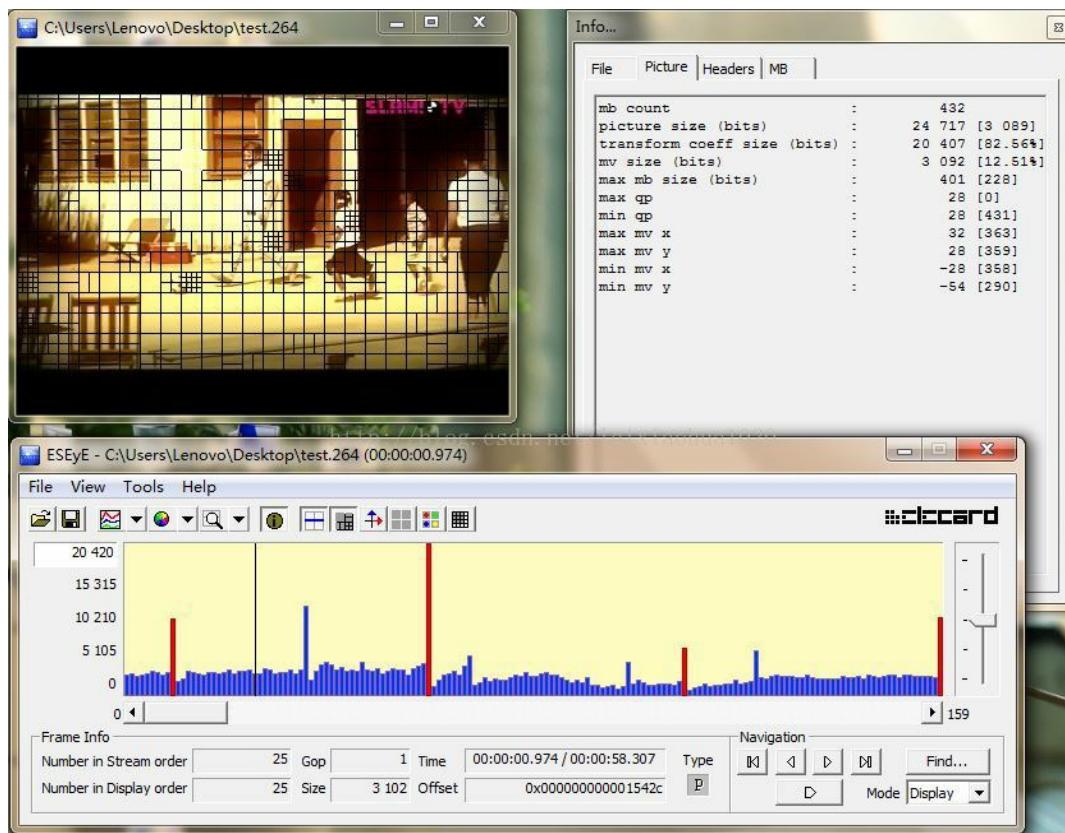 C:\Users\Lenovo\Desktop\test.264
SLAM! TV
Info...
File Picture Headers MB
mb count : 432
picture size (bits) : 24 717 [3 089]
transform coeff size (bits) : 20 407 [82.56%]
mv size (bits) : 3 092 [12.51%]
max mb size (bits) : 401 [228]
max qp : 28 [0]
min qp : 28 [431]
max mv x : 32 [363]
max mv y : 28 [359]
min mv x : -28 [358]
min mv y : -54 [290]
ESEyE - C:\Users\Lenovo\Desktop\test.264 (00:00:00.974)
File View Tools Help
elecard
20 420
15 315
10 210
5 105
0
0 159
Frame Info
Number in Stream order 25 Gop 1 Time 00:00:00.974 / 00:00:58.307 Type
Number in Display order 25 Size 3 102 Offset 0x000000000001542c P
Navigation
Find...
Mode Display